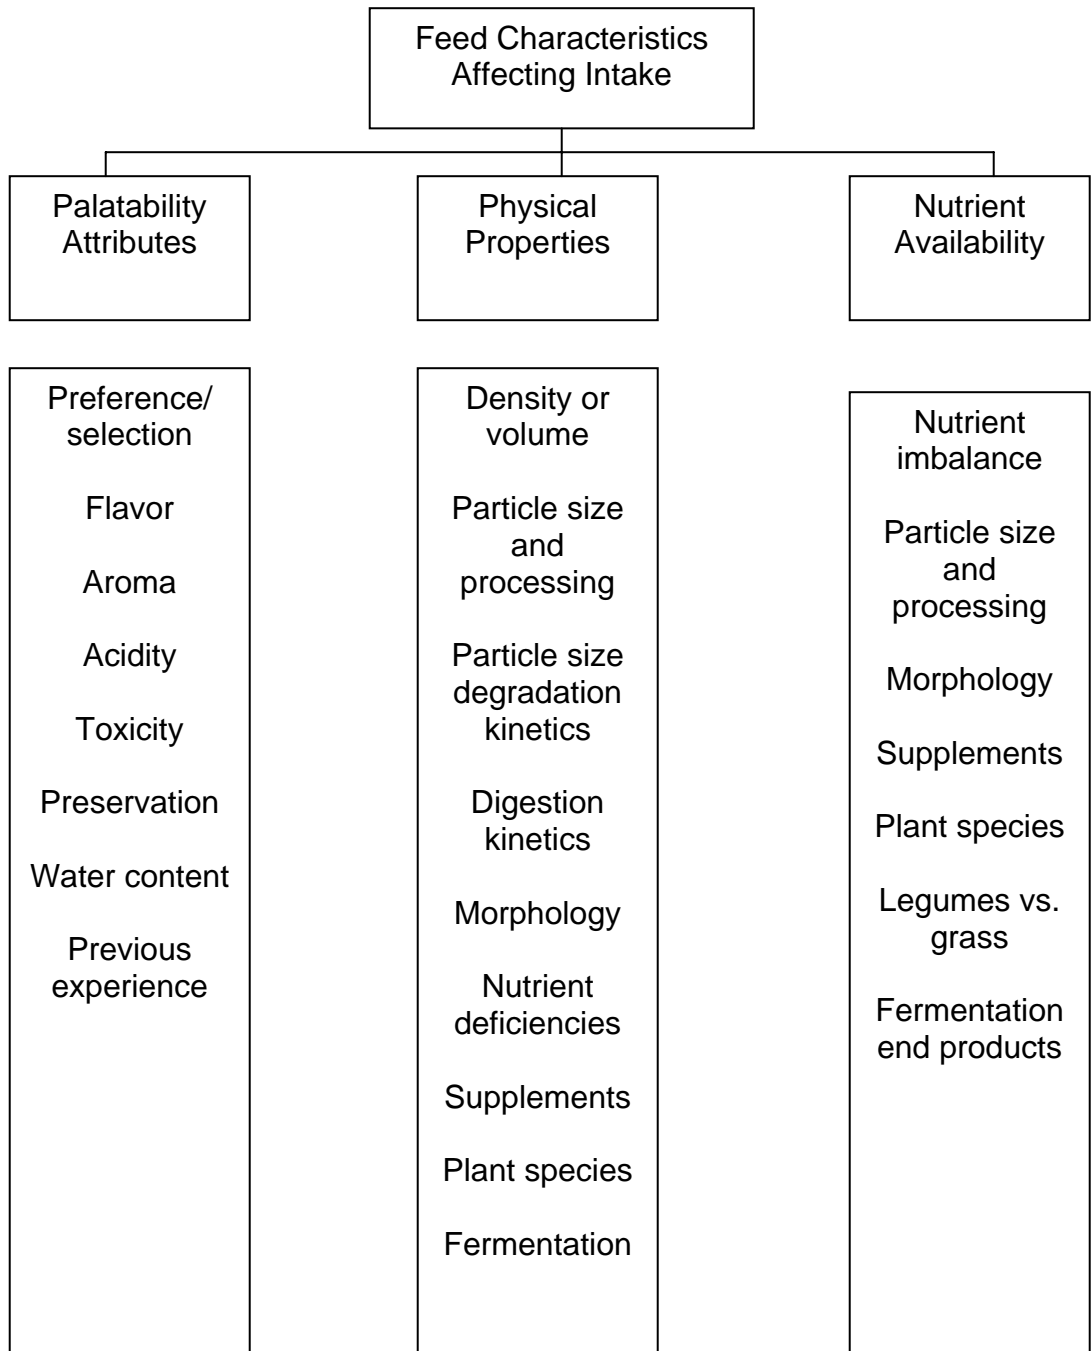 Feed Characteristics
Affecting Intake
Palatability
Attributes
Physical
Properties
Nutrient
Availability
Preference/
selection
Flavor
Aroma
Acidity
Toxicity
Preservation
Water content
Previous
experience
Density or
volume
Particle size
and
processing
Particle size
degradation
kinetics
Digestion
kinetics
Morphology
Nutrient
deficiencies
Supplements
Plant species
Fermentation
Nutrient
imbalance
Particle size
and
processing
Morphology
Supplements
Plant species
Legumes vs.
grass
Fermentation
end products